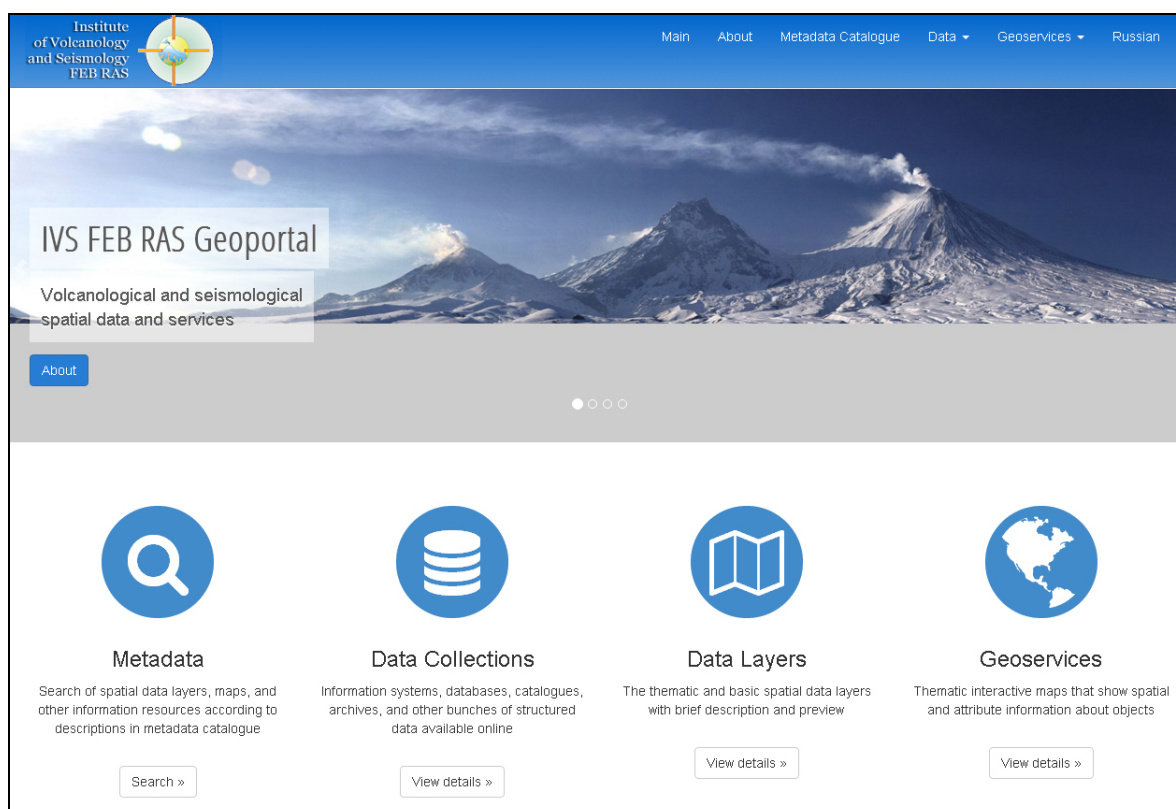 Institute
of Volcanology
and Seismology
FEB RAS
Main About Metadata Catalogue Data Geoservices Russian
IVS FEB RAS Geoportal
Volcanological and seismological
spatial data and services
About
Metadata
Search of spatial data layers, maps, and
other information resources according to
descriptions in metadata catalogue
Search »
Data Collections
Information systems, databases, catalogues,
archives, and other bunches of structured
data available online
View details »
Data Layers
The thematic and basic spatial data layers
with brief description and preview
View details »
Geoservices
Thematic interactive maps that show spatial
and attribute information about objects
View details »